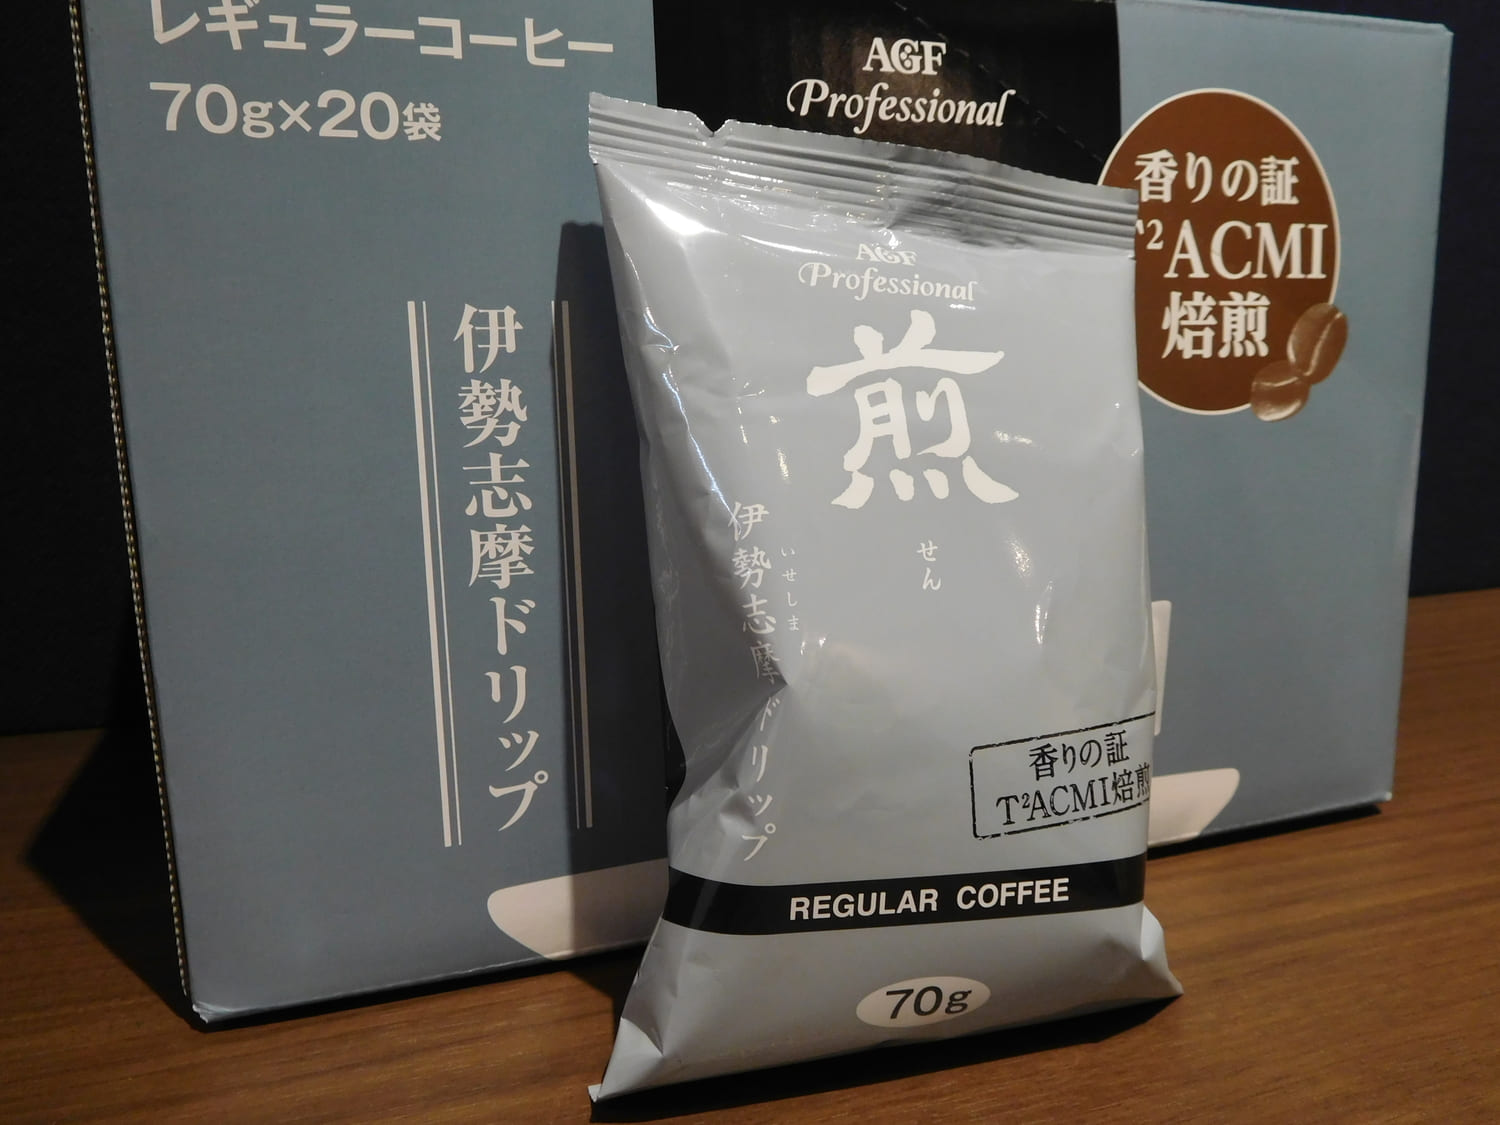 レギュラーコーヒー
70g×20袋
伊勢志摩ドリップ
AGF
Professional
香りの証
²ACMI
焙煎
AGF
Professional
煎
せん
伊勢志摩ドリップ
いせしま
香りの証
T²ACMI焙煎
REGULAR COFFEE
70g